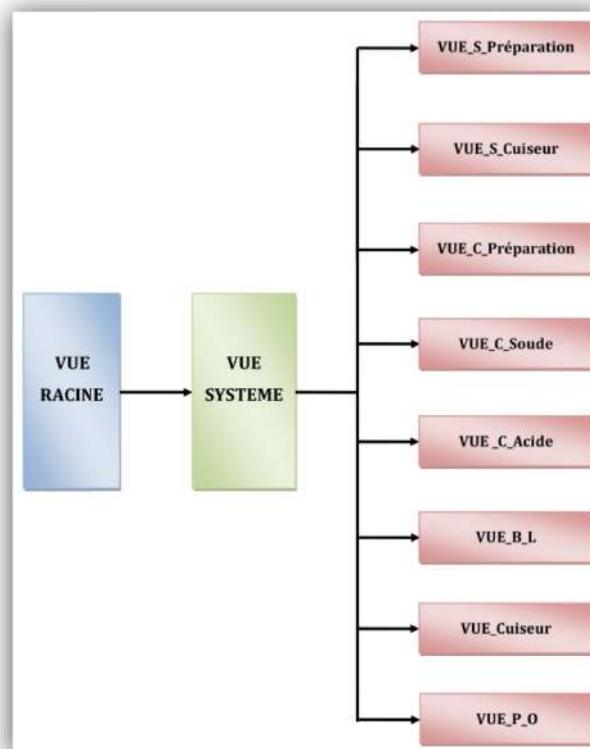 VUE
RACINE
VUE
SYSTEME
VUE_S_Préparation
VUE_S_Cuiseur
VUE_C_Préparation
VUE_C_Soude
VUE _C_Acide
VUE_B_L
VUE_Cuiseur
VUE_P_O